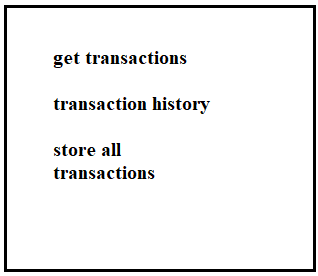 get transactions
transaction history
store all
transactions